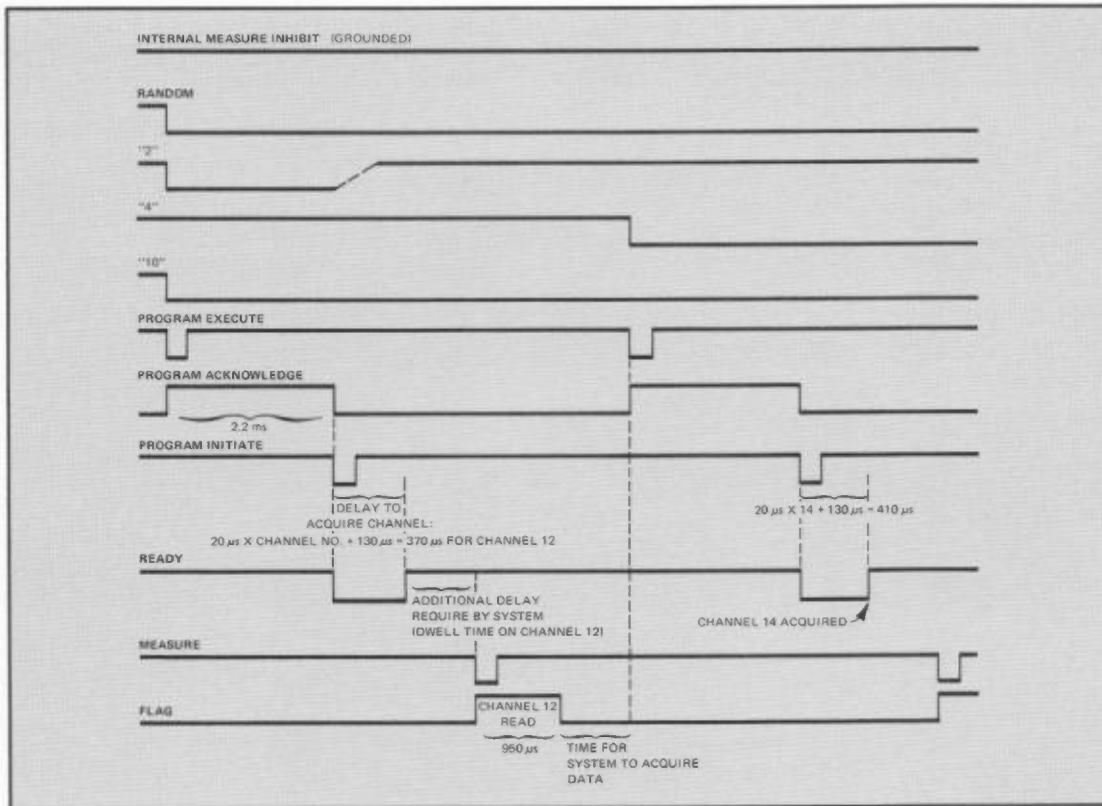 INTERNAL MEASURE INHIBIT (GROUNDED)
RANDOM
"2"
"4"
"10"
PROGRAM EXECUTE
PROGRAM ACKNOWLEDGE
2.2 ms
PROGRAM INITIATE
DELAY TO
ACQUIRE CHANNEL:
20 µs X CHANNEL NO. + 130 µs = 370 µs FOR CHANNEL 12
20 µs X 14 + 130 µs = 410 µs
READY
ADDITIONAL DELAY
REQUIRE BY SYSTEM
(DWELL TIME ON CHANNEL 12)
CHANNEL 14 ACQUIRED
MEASURE
FLAG
CHANNEL 12
READ
950 µs
TIME FOR
SYSTEM TO ACQUIRE
DATA